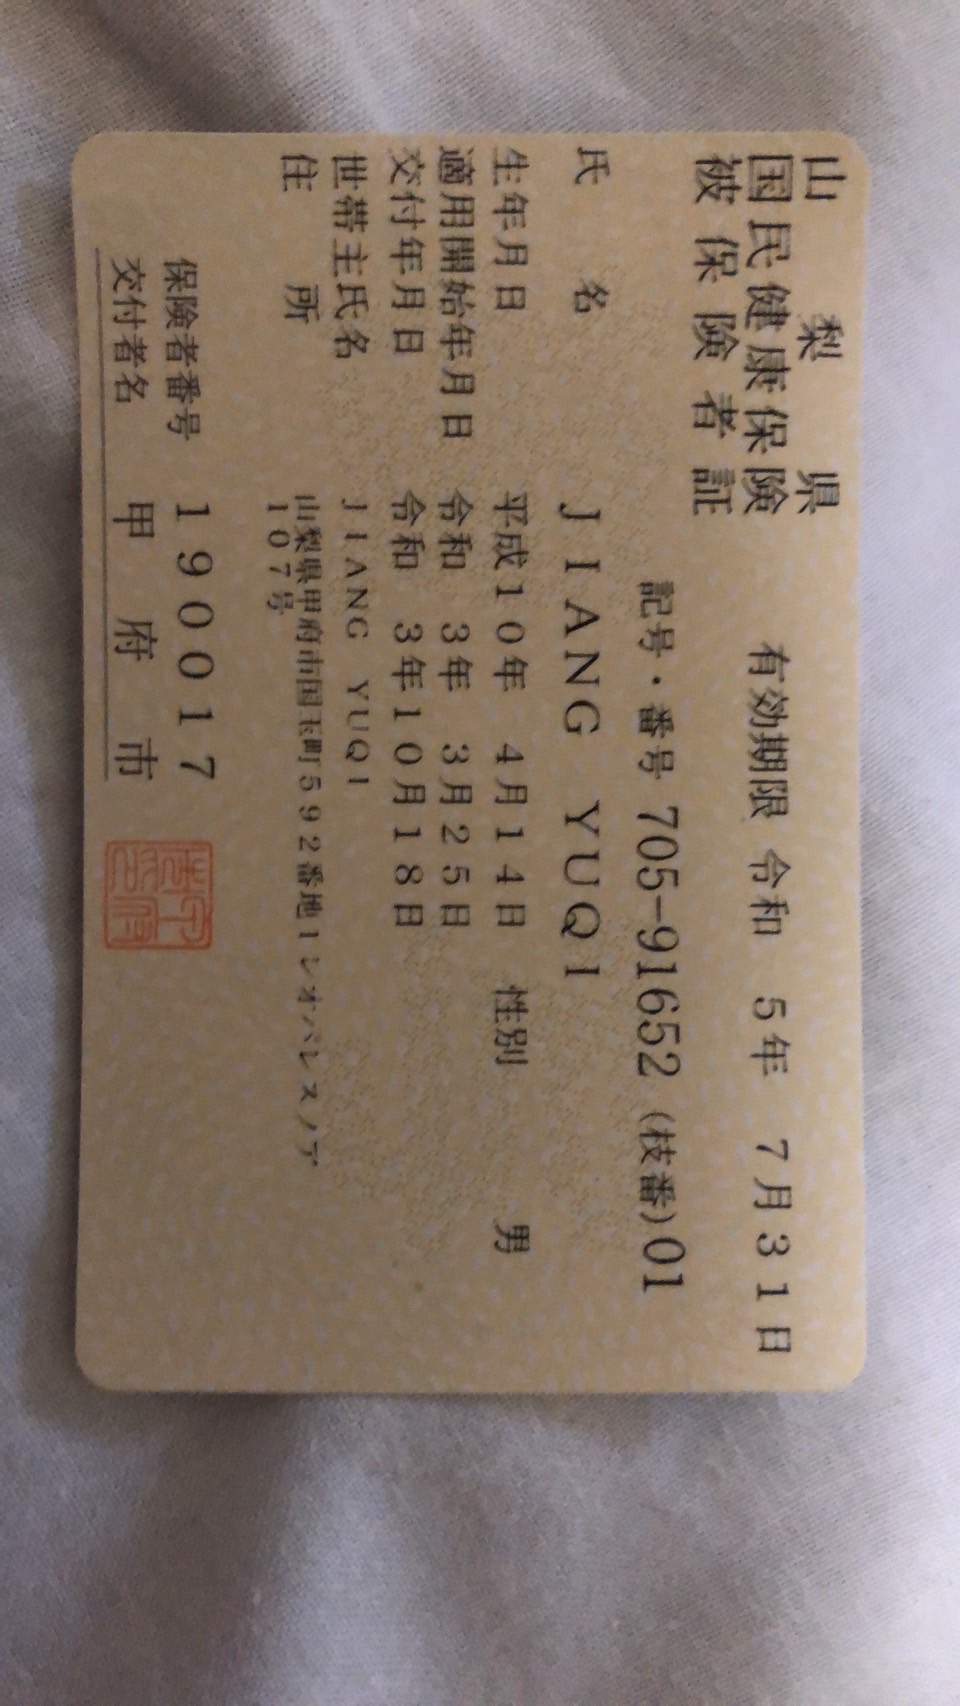 山梨県
国民健康保険 有効期限 令和 5年 7月31日
被保険者証
記号・番号 705-91652 (枝番)01
氏名 JIANG YUQI
生年月日 平成10年 4月14日 性別 男
適用開始年月日 令和 3年 3月25日
交付年月日 令和 3年10月18日
世帯主氏名 JIANG YUQI
住所 山梨県甲府市国玉町592番地1レオパレスノア
107号
保険者番号 190017
交付者名 甲府市